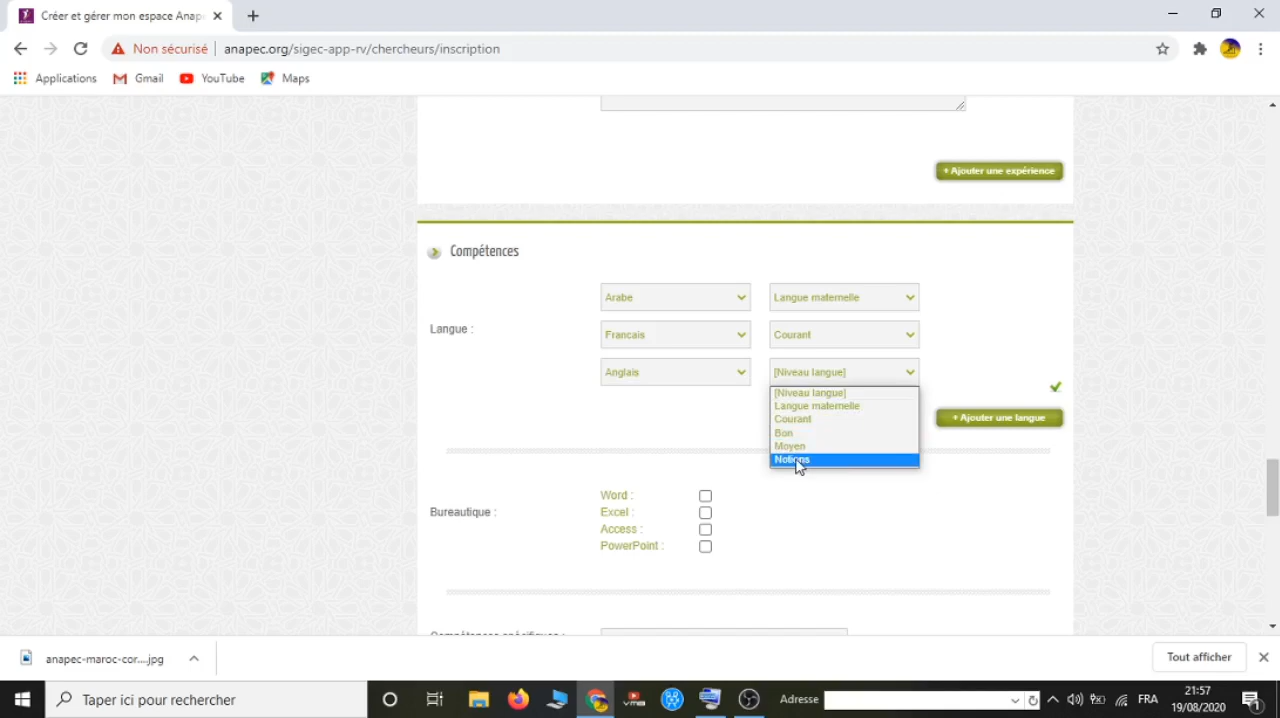 Créer et gérer mon espace Anap
Non sécurisé
anapec.org/sigec-app-rv/chercheurs/inscription
Applications
Gmail
YouTube
Maps
+ Ajouter une expérience
Compétences
Langue :
Arabe
Langue maternelle
Francais
Courant
Anglais
[Niveau langue]
[Niveau langue]
Langue maternelle
Courant
Bon
Moyen
Notions
+ Ajouter une langue
Bureautique :
Word :
Excel :
Access :
PowerPoint :
Compétences spécifiques :
anapec-maroc-cor....jpg
Tout afficher
Taper ici pour rechercher
Adresse
FRA
21:57
19/08/2020